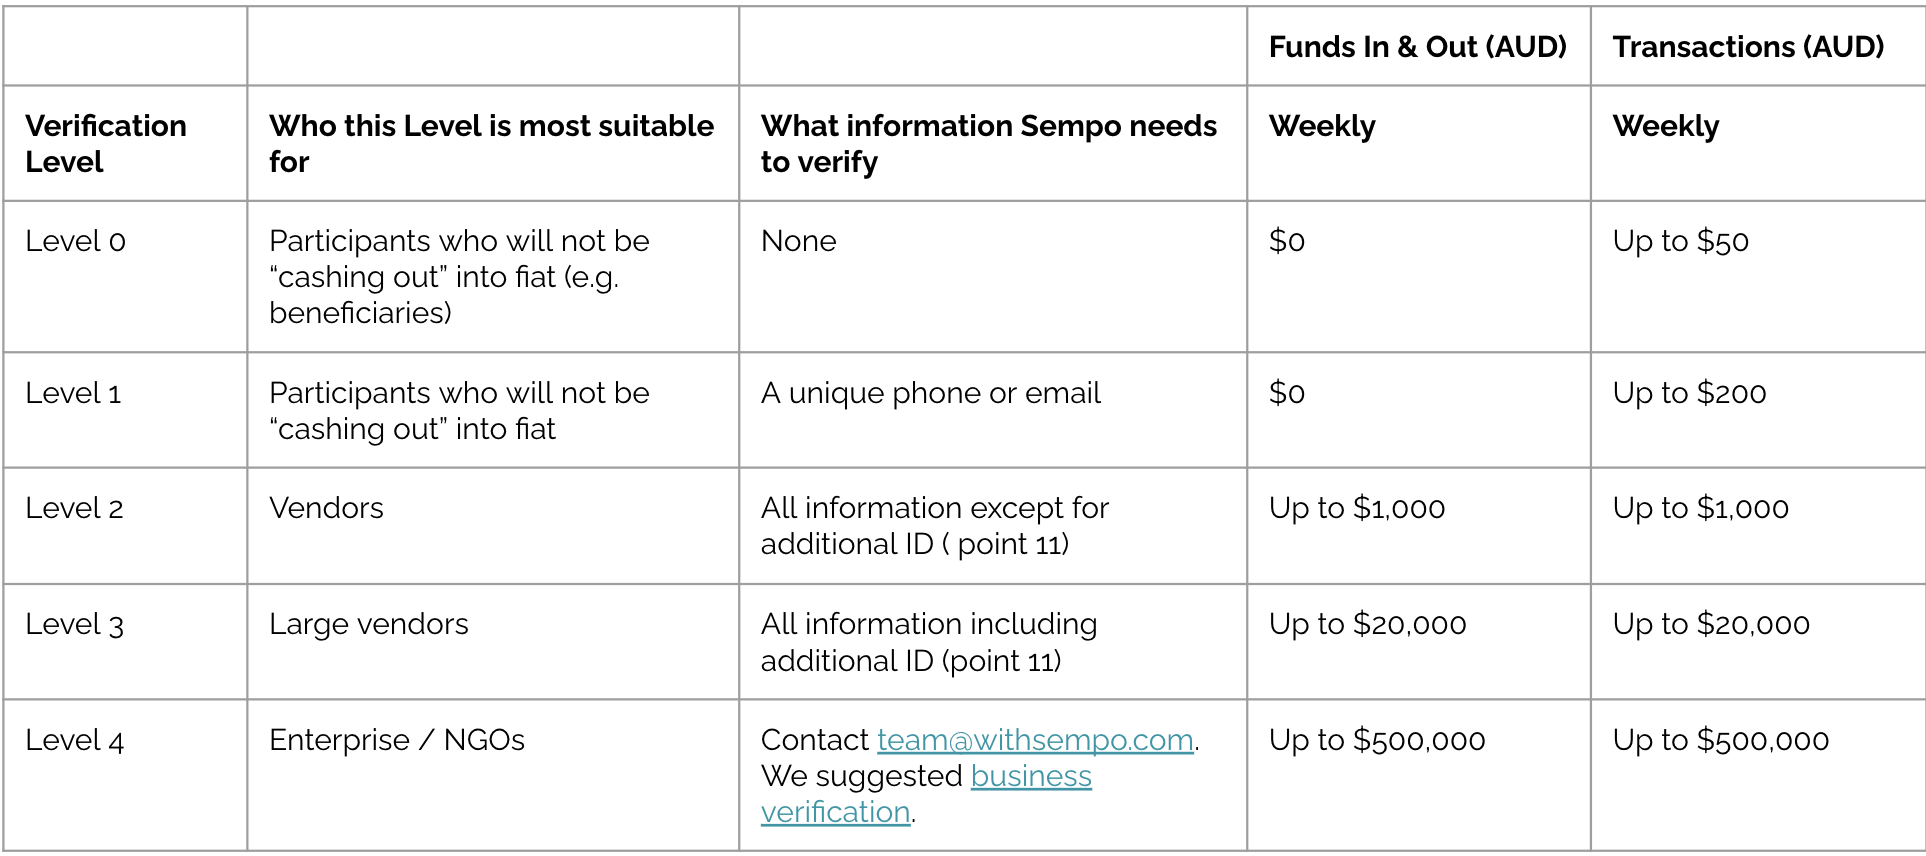 Funds In & Out (AUD)
Transactions (AUD)
Verification
Level
Who this Level is most suitable
for
What information Sempo needs
to verify
Weekly
Weekly
Level 0
Participants who will not be
“cashing out” into fiat (e.g.
beneficiaries)
None
$0
Up to $50
Level 1
Participants who will not be
“cashing out” into fiat
A unique phone or email
$0
Up to $200
Level 2
Vendors
All information except for
additional ID ( point 11)
Up to $1,000
Up to $1,000
Level 3
Large vendors
All information including
additional ID (point 11)
Up to $20,000
Up to $20,000
Level 4
Enterprise / NGOs
Contact team@withsempo.com.
We suggested business
verification.
Up to $500,000
Up to $500,000